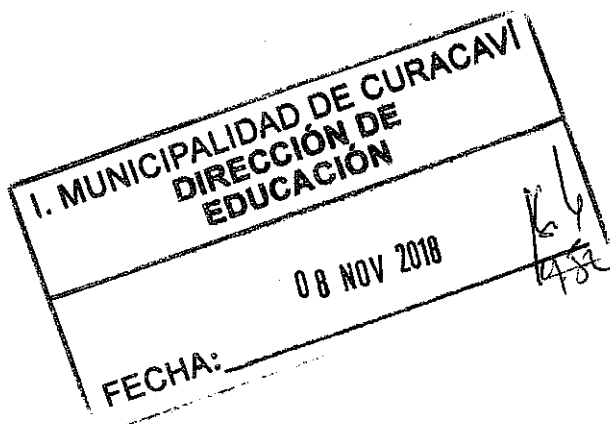 I. MUNICIPALIDAD DE CURACAVÍ
DIRECCIÓN DE
EDUCACIÓN
08 NOV 2018
FECHA: